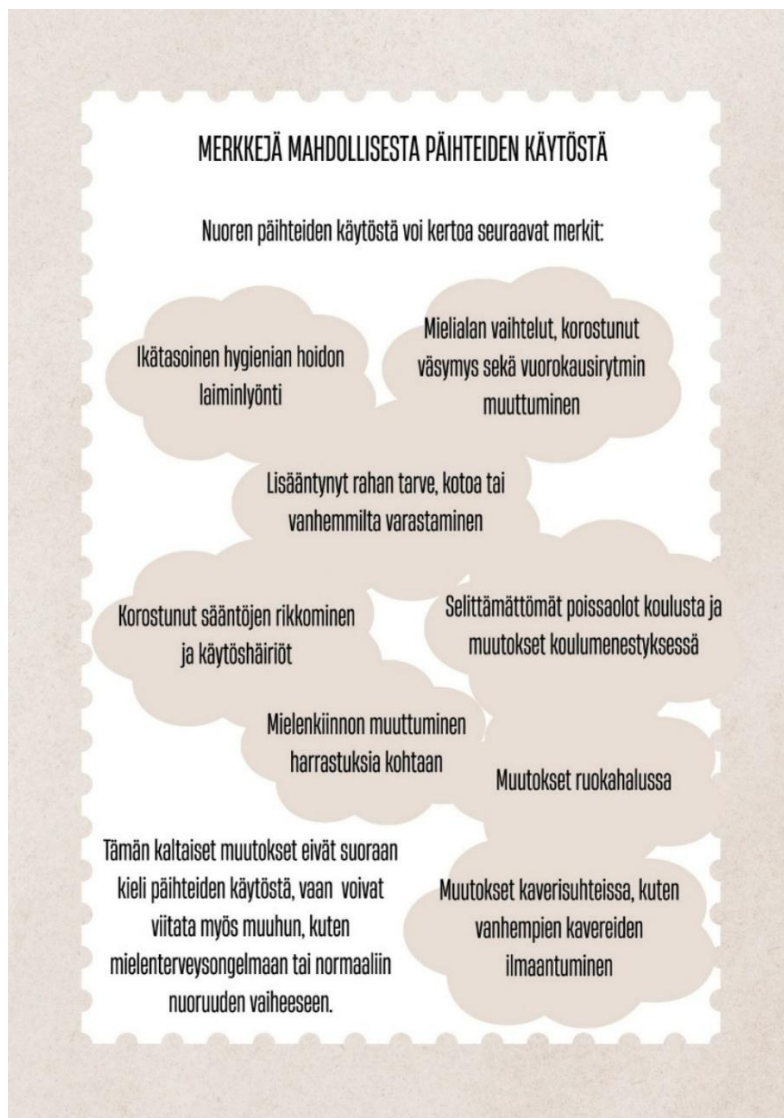 MERKKEJÄ MAHDOLLISESTA PÄIHTEIDEN KÄYTÖSTÄ
Nuoren päihteiden käytöstä voi kertoa seuraavat merkit:
Ikätasoinen hygienian hoidon
laiminlyönti
Mielialan vaihtelut, korostunut
väsymys sekä vuorokausirytmin
muuttuminen
Lisääntynyt rahan tarve, kotoa tai
vanhemmilta varastaminen
Korostunut sääntöjen rikkominen
ja käytöshäiriöt
Selittämättömät poissaolot koulusta ja
muutokset koulumenestyksessä
Mielenkiinnon muuttuminen
harrastuksia kohtaan
Muutokset ruokahalussa
Tämän kaltaiset muutokset eivät suoraan
kieli päihteiden käytöstä, vaan voivat
viitata myös muuhun, kuten
mielenterveysongelmaan tai normaaliin
nuoruuden vaiheeseen.
Muutokset kaverisuhteissa, kuten
vanhempien kavereiden
ilmaantuminen